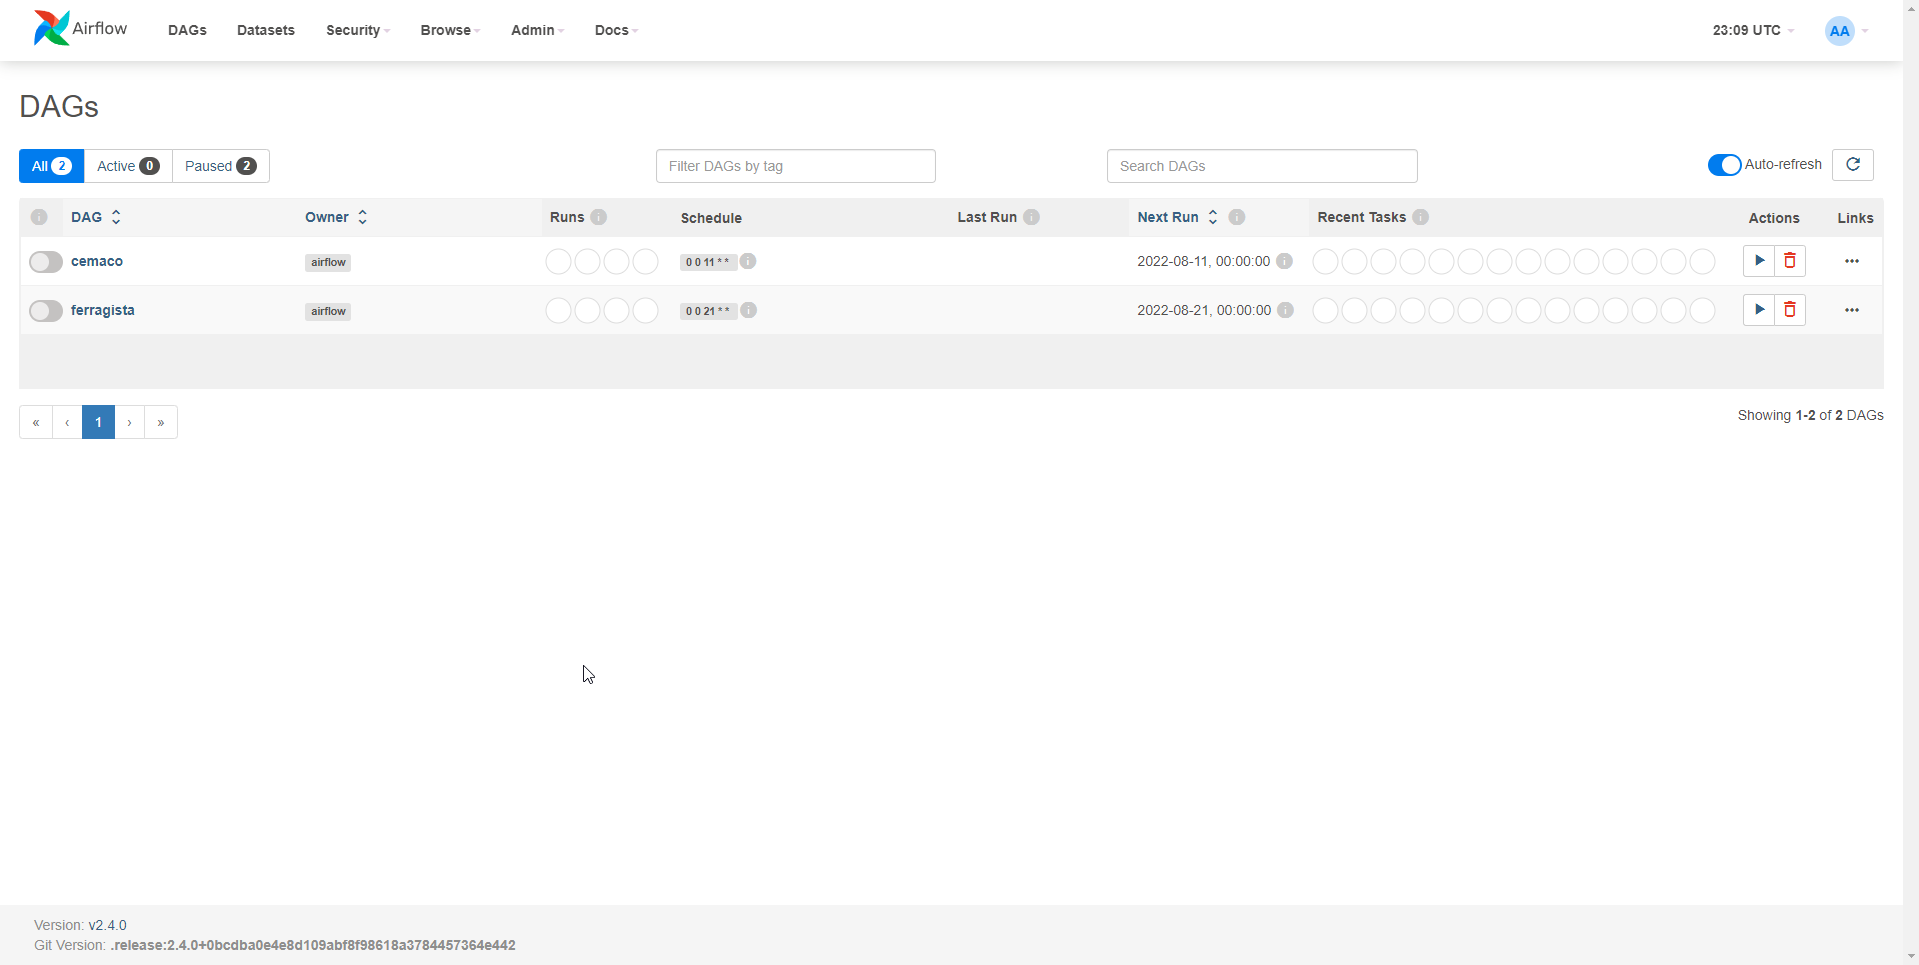 Airflow DAGs Datasets Security Browse Admin Docs 23:09 UTC AA
DAGs
All 2 Active 0 Paused 2 Filter DAGs by tag Search DAGs Auto-refresh
i DAG Owner Runs i Schedule Last Run i Next Run i Recent Tasks i Actions Links
cemaco airflow 0 0 11 * * i 2022-08-11, 00:00:00 i ···
ferragista airflow 0 0 21 * * i 2022-08-21, 00:00:00 i ···
« ‹ 1 › » Showing 1-2 of 2 DAGs
Version: v2.4.0
Git Version: .release:2.4.0+0bcdba0e4e8d109abf8f98618a3784457364e442